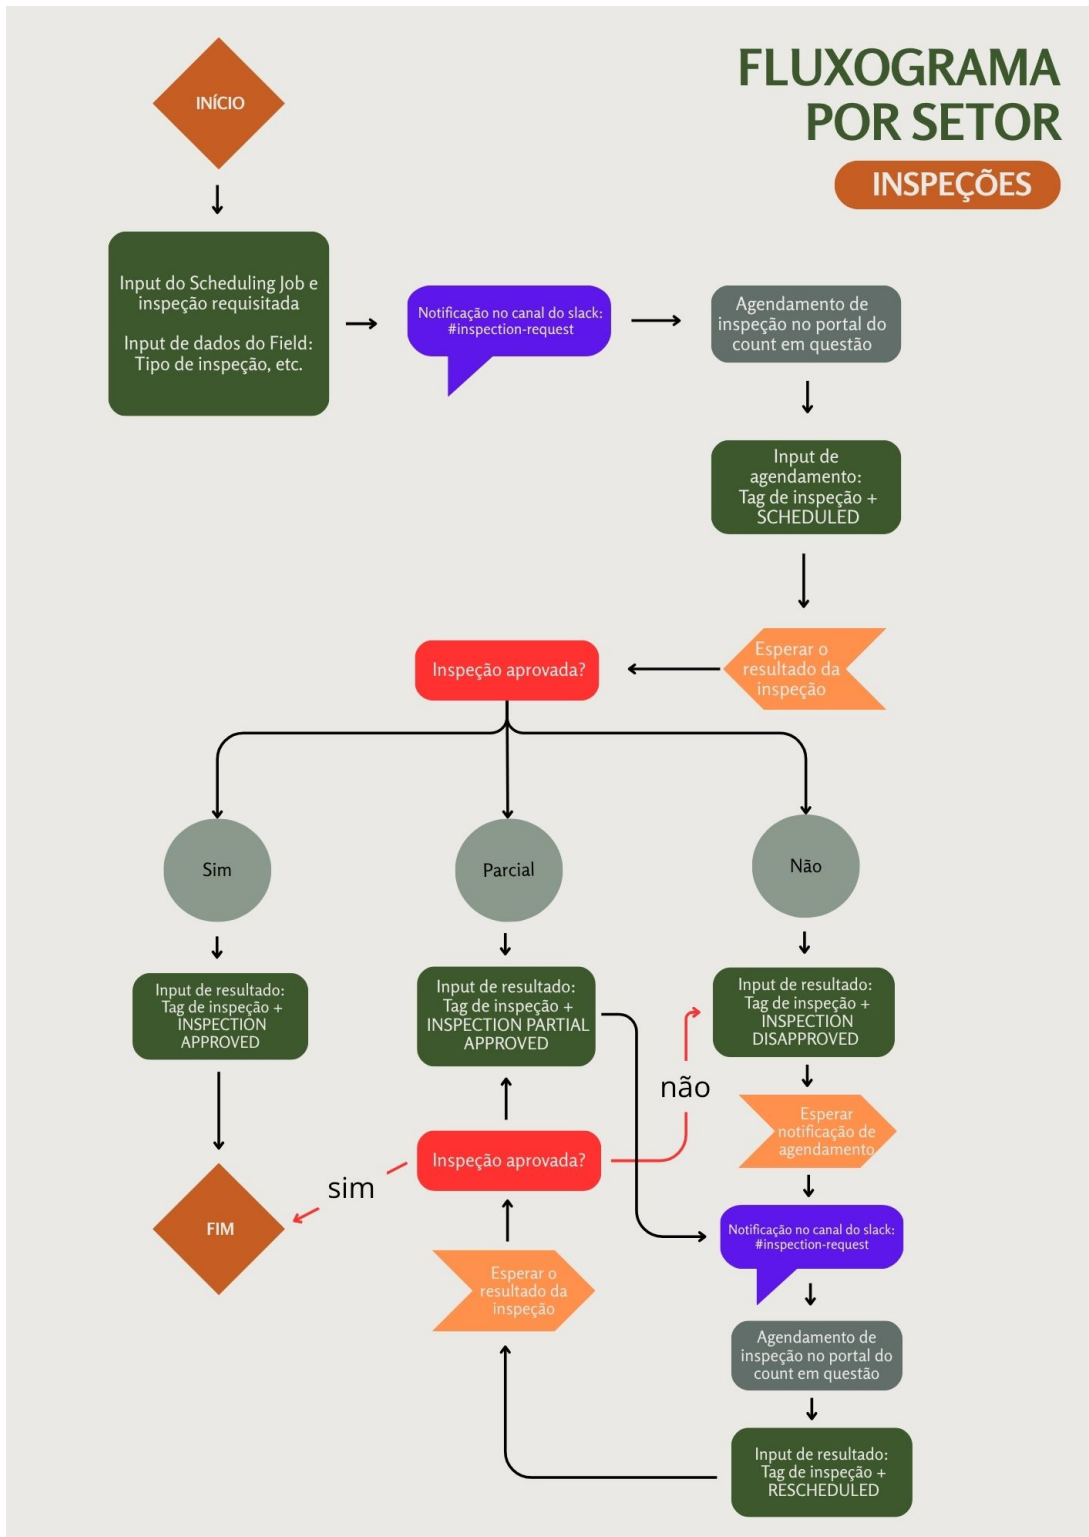 FLUXOGRAMA
POR SETOR
INSPEÇÕES
INÍCIO
Input do Scheduling Job e
inspeção requisitada
Input de dados do Field:
Tipo de inspeção, etc.
Notificação no canal do slack:
#inspection-request
Agendamento de
inspeção no portal do
count em questão
Input de
agendamento:
Tag de inspeção +
SCHEDULED
Esperar o
resultado da
inspeção
Inspeção aprovada?
Sim
Parcial
Não
Input de resultado:
Tag de inspeção +
INSPECTION
APPROVED
Input de resultado:
Tag de inspeção +
INSPECTION PARTIAL
APPROVED
Input de resultado:
Tag de inspeção +
INSPECTION
DISAPPROVED
não
Esperar
notificação de
agendamento
Inspeção aprovada?
sim
FIM
Notificação no canal do slack:
#inspection-request
Esperar o
resultado da
inspeção
Agendamento de
inspeção no portal do
count em questão
Input de resultado:
Tag de inspeção +
RESCHEDULED